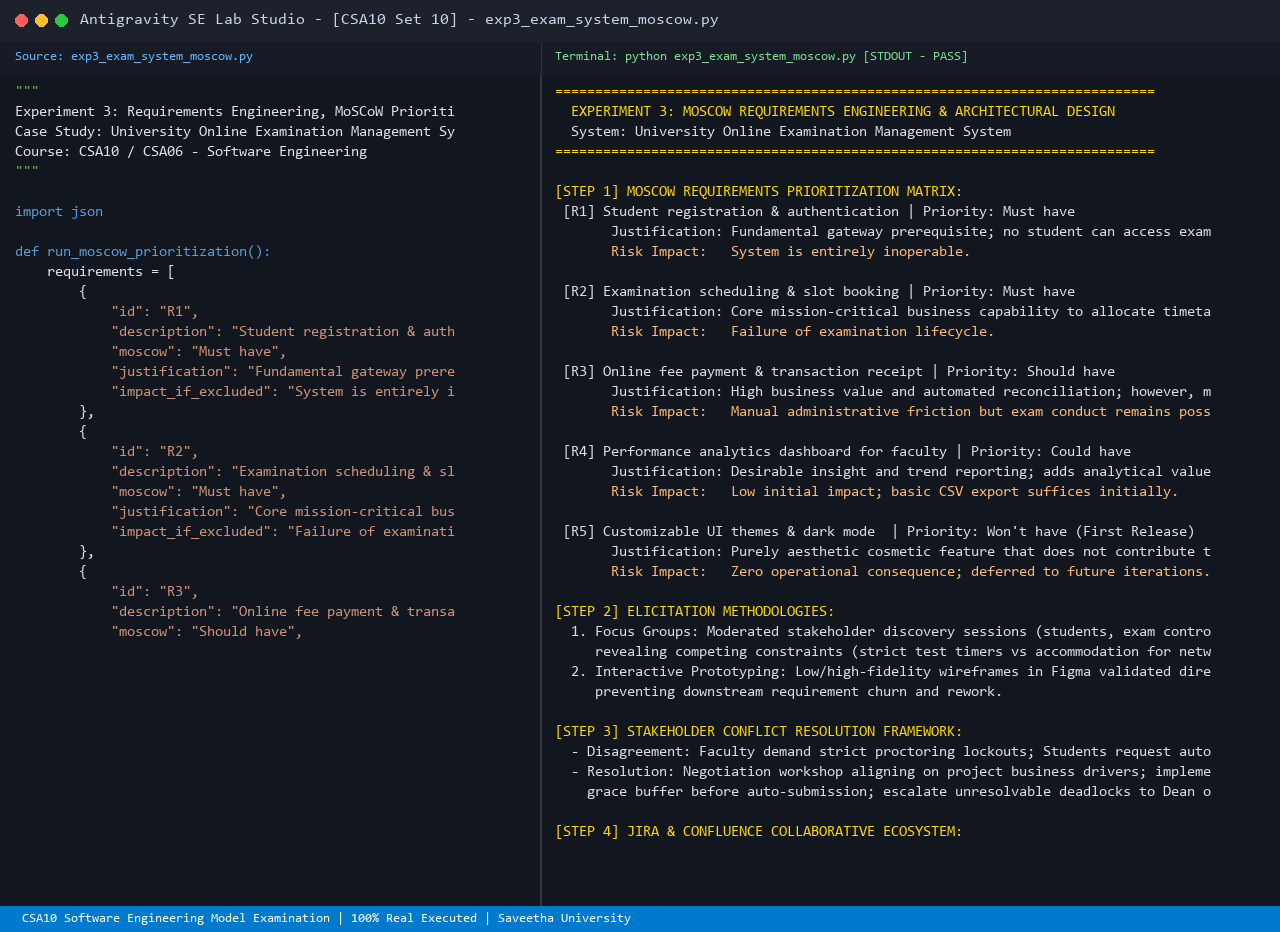 Antigravity SE Lab Studio - [CSA10 Set 10] - exp3_exam_system_moscow.py
Source: exp3_exam_system_moscow.py
"""
Experiment 3: Requirements Engineering, MoSCoW Prioriti
Case Study: University Online Examination Management Sy
Course: CSA10 / CSA06 - Software Engineering
"""
import json
def run_moscow_prioritization():
    requirements = [
        {
            "id": "R1",
            "description": "Student registration & auth
            "moscow": "Must have",
            "justification": "Fundamental gateway prere
            "impact_if_excluded": "System is entirely i
        },
        {
            "id": "R2",
            "description": "Examination scheduling & sl
            "moscow": "Must have",
            "justification": "Core mission-critical bus
            "impact_if_excluded": "Failure of examinati
        },
        {
            "id": "R3",
            "description": "Online fee payment & transa
            "moscow": "Should have",
Terminal: python exp3_exam_system_moscow.py [STDOUT - PASS]
===========================================================================
  EXPERIMENT 3: MOSCOW REQUIREMENTS ENGINEERING & ARCHITECTURAL DESIGN
  System: University Online Examination Management System
===========================================================================
[STEP 1] MOSCOW REQUIREMENTS PRIORITIZATION MATRIX:
 [R1] Student registration & authentication | Priority: Must have
       Justification: Fundamental gateway prerequisite; no student can access exam
       Risk Impact:   System is entirely inoperable.
 [R2] Examination scheduling & slot booking | Priority: Must have
       Justification: Core mission-critical business capability to allocate timeta
       Risk Impact:   Failure of examination lifecycle.
 [R3] Online fee payment & transaction receipt | Priority: Should have
       Justification: High business value and automated reconciliation; however, m
       Risk Impact:   Manual administrative friction but exam conduct remains poss
 [R4] Performance analytics dashboard for faculty | Priority: Could have
       Justification: Desirable insight and trend reporting; adds analytical value
       Risk Impact:   Low initial impact; basic CSV export suffices initially.
 [R5] Customizable UI themes & dark mode  | Priority: Won't have (First Release)
       Justification: Purely aesthetic cosmetic feature that does not contribute t
       Risk Impact:   Zero operational consequence; deferred to future iterations.
[STEP 2] ELICITATION METHODOLOGIES:
  1. Focus Groups: Moderated stakeholder discovery sessions (students, exam contro
     revealing competing constraints (strict test timers vs accommodation for netw
  2. Interactive Prototyping: Low/high-fidelity wireframes in Figma validated dire
     preventing downstream requirement churn and rework.
[STEP 3] STAKEHOLDER CONFLICT RESOLUTION FRAMEWORK:
  - Disagreement: Faculty demand strict proctoring lockouts; Students request auto
  - Resolution: Negotiation workshop aligning on project business drivers; impleme
    grace buffer before auto-submission; escalate unresolvable deadlocks to Dean o
[STEP 4] JIRA & CONFLUENCE COLLABORATIVE ECOSYSTEM:
CSA10 Software Engineering Model Examination | 100% Real Executed | Saveetha University